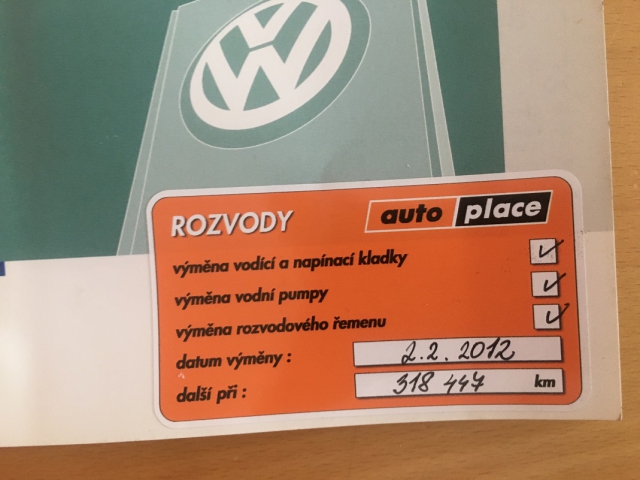 VW
ROZVODY auto place
výměna vodící a napínací kladky ✓
výměna vodní pumpy ✓
výměna rozvodového řemenu ✓
datum výměny : 2.2. 2012
další při : 318 447 km